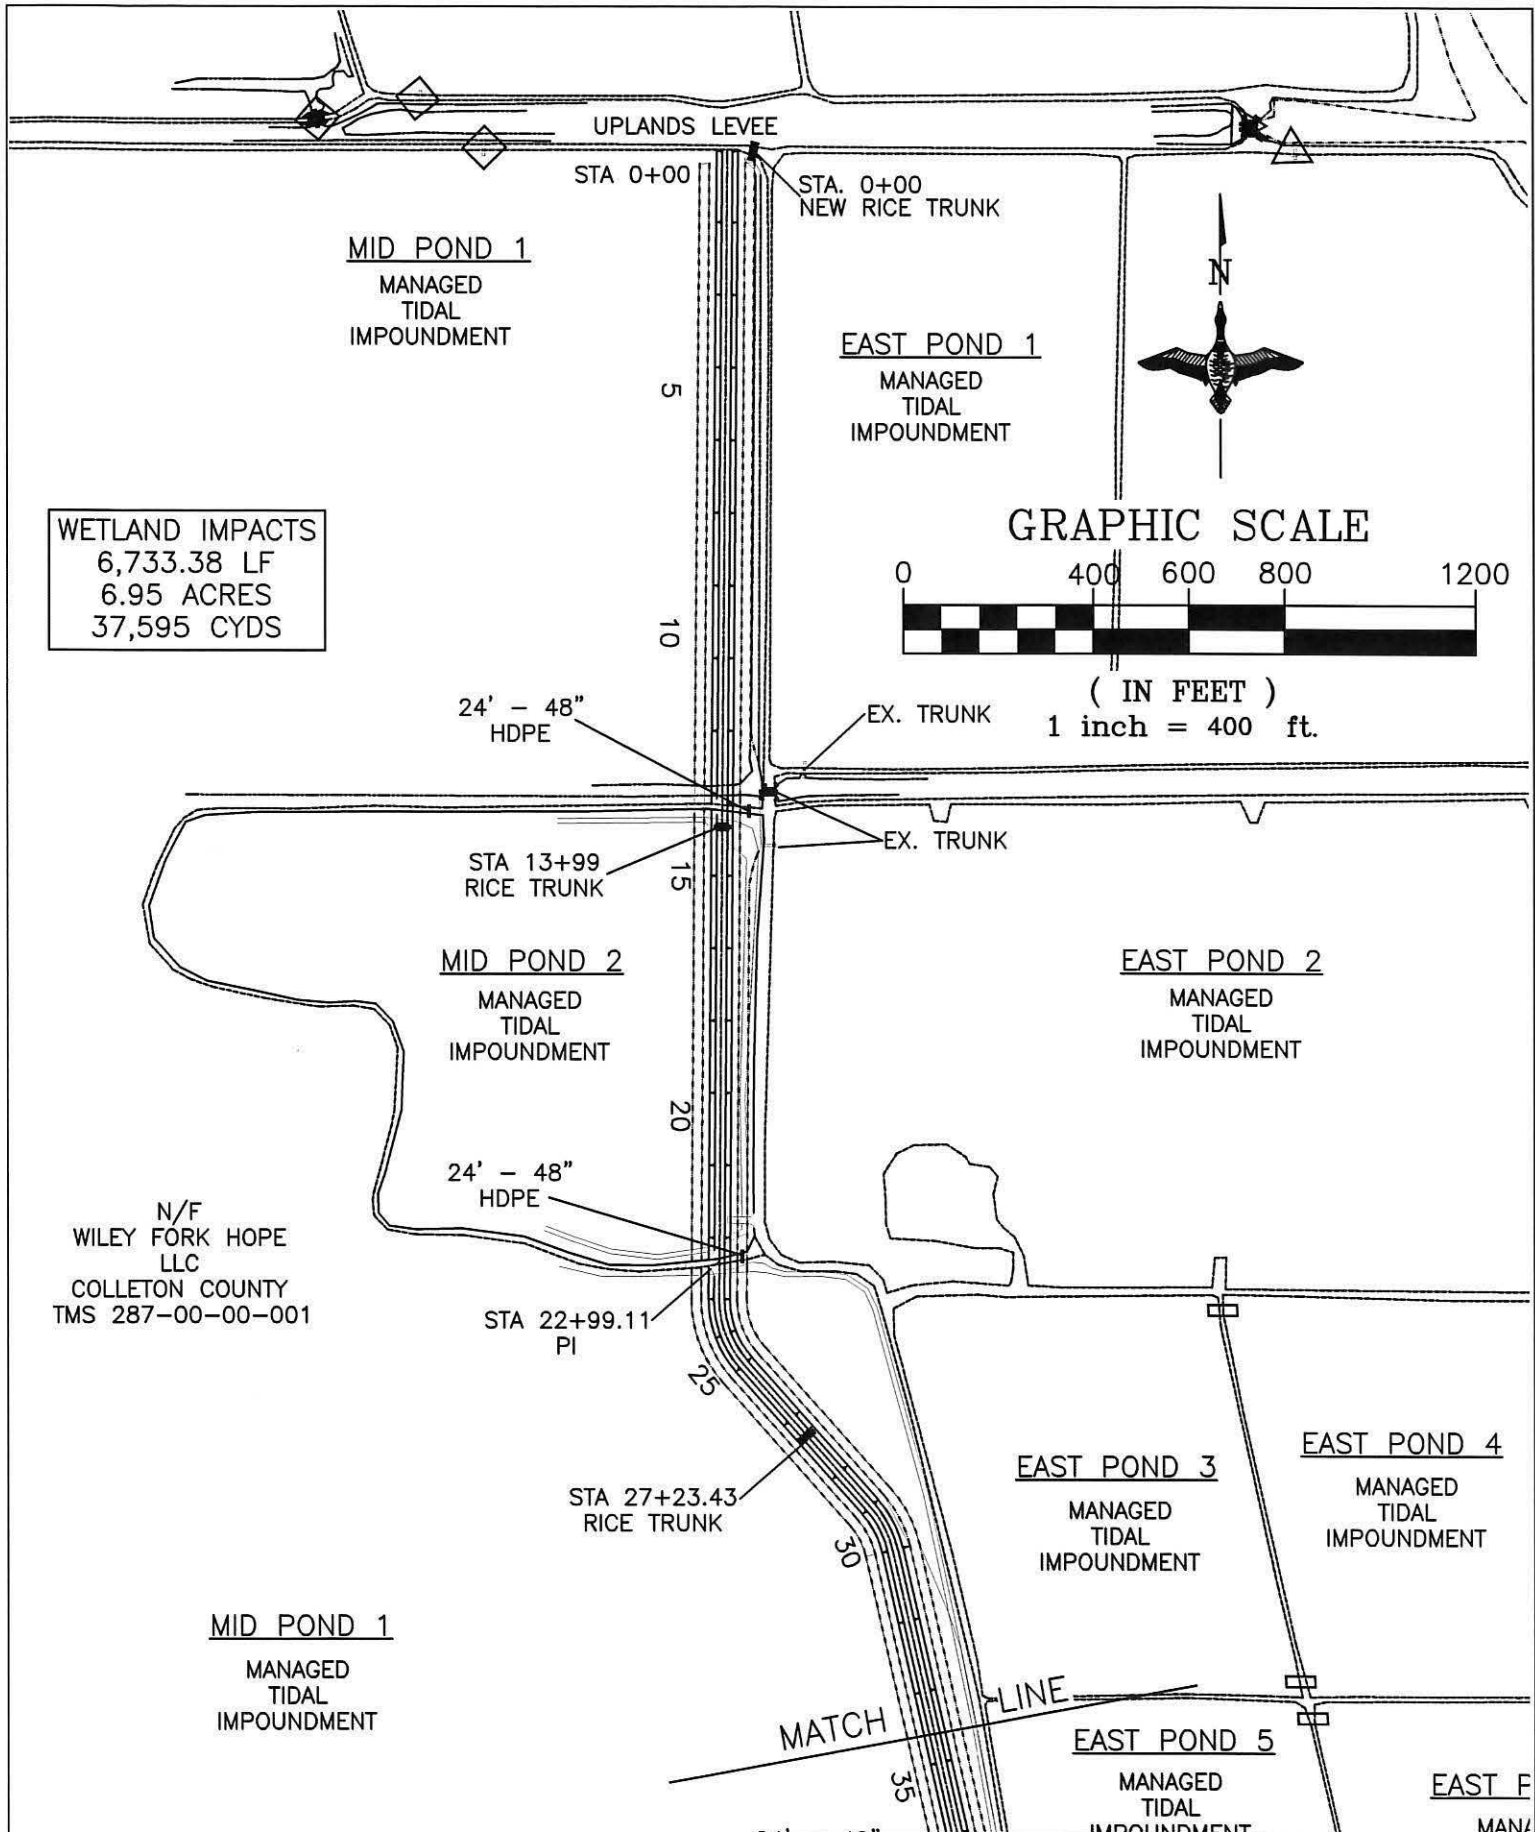 UPLANDS LEVEE
STA 0+00
STA. 0+00
NEW RICE TRUNK
MID POND 1
MANAGED
TIDAL
IMPOUNDMENT
N
EAST POND 1
MANAGED
TIDAL
IMPOUNDMENT
5
WETLAND IMPACTS
6,733.38 LF
6.95 ACRES
37,595 CYDS
GRAPHIC SCALE
0 400 600 800 1200
( IN FEET )
1 inch = 400 ft.
10
24' - 48"
HDPE
EX. TRUNK
EX. TRUNK
STA 13+99
RICE TRUNK
15
MID POND 2
MANAGED
TIDAL
IMPOUNDMENT
EAST POND 2
MANAGED
TIDAL
IMPOUNDMENT
20
24' - 48"
HDPE
N/F
WILEY FORK HOPE
LLC
COLLETON COUNTY
TMS 287-00-00-001
STA 22+99.11
PI
25
STA 27+23.43
RICE TRUNK
30
EAST POND 3
MANAGED
TIDAL
IMPOUNDMENT
EAST POND 4
MANAGED
TIDAL
IMPOUNDMENT
MID POND 1
MANAGED
TIDAL
IMPOUNDMENT
MATCH LINE
35
EAST POND 5
MANAGED
TIDAL
IMPOUNDMENT
EAST